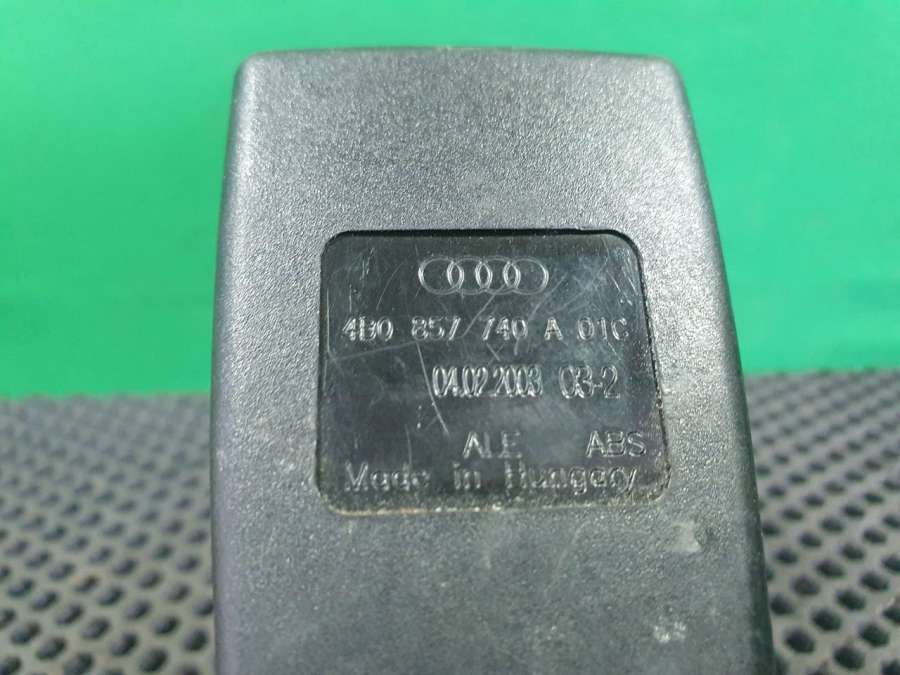 4B0 857 740 A 01C
04.02.2003 03-2
ALE ABS
Made in Hungary